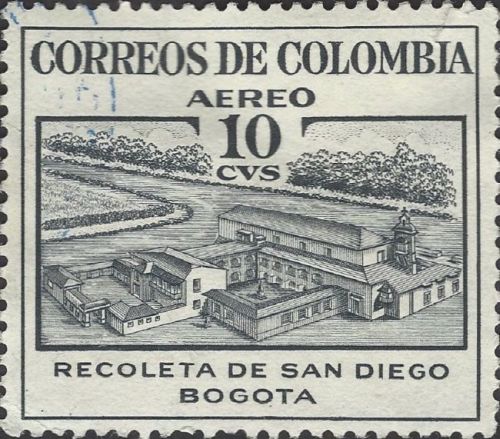 CORREOS DE COLOMBIA
AEREO
10
CVS
RECOLETA DE SAN DIEGO
BOGOTA